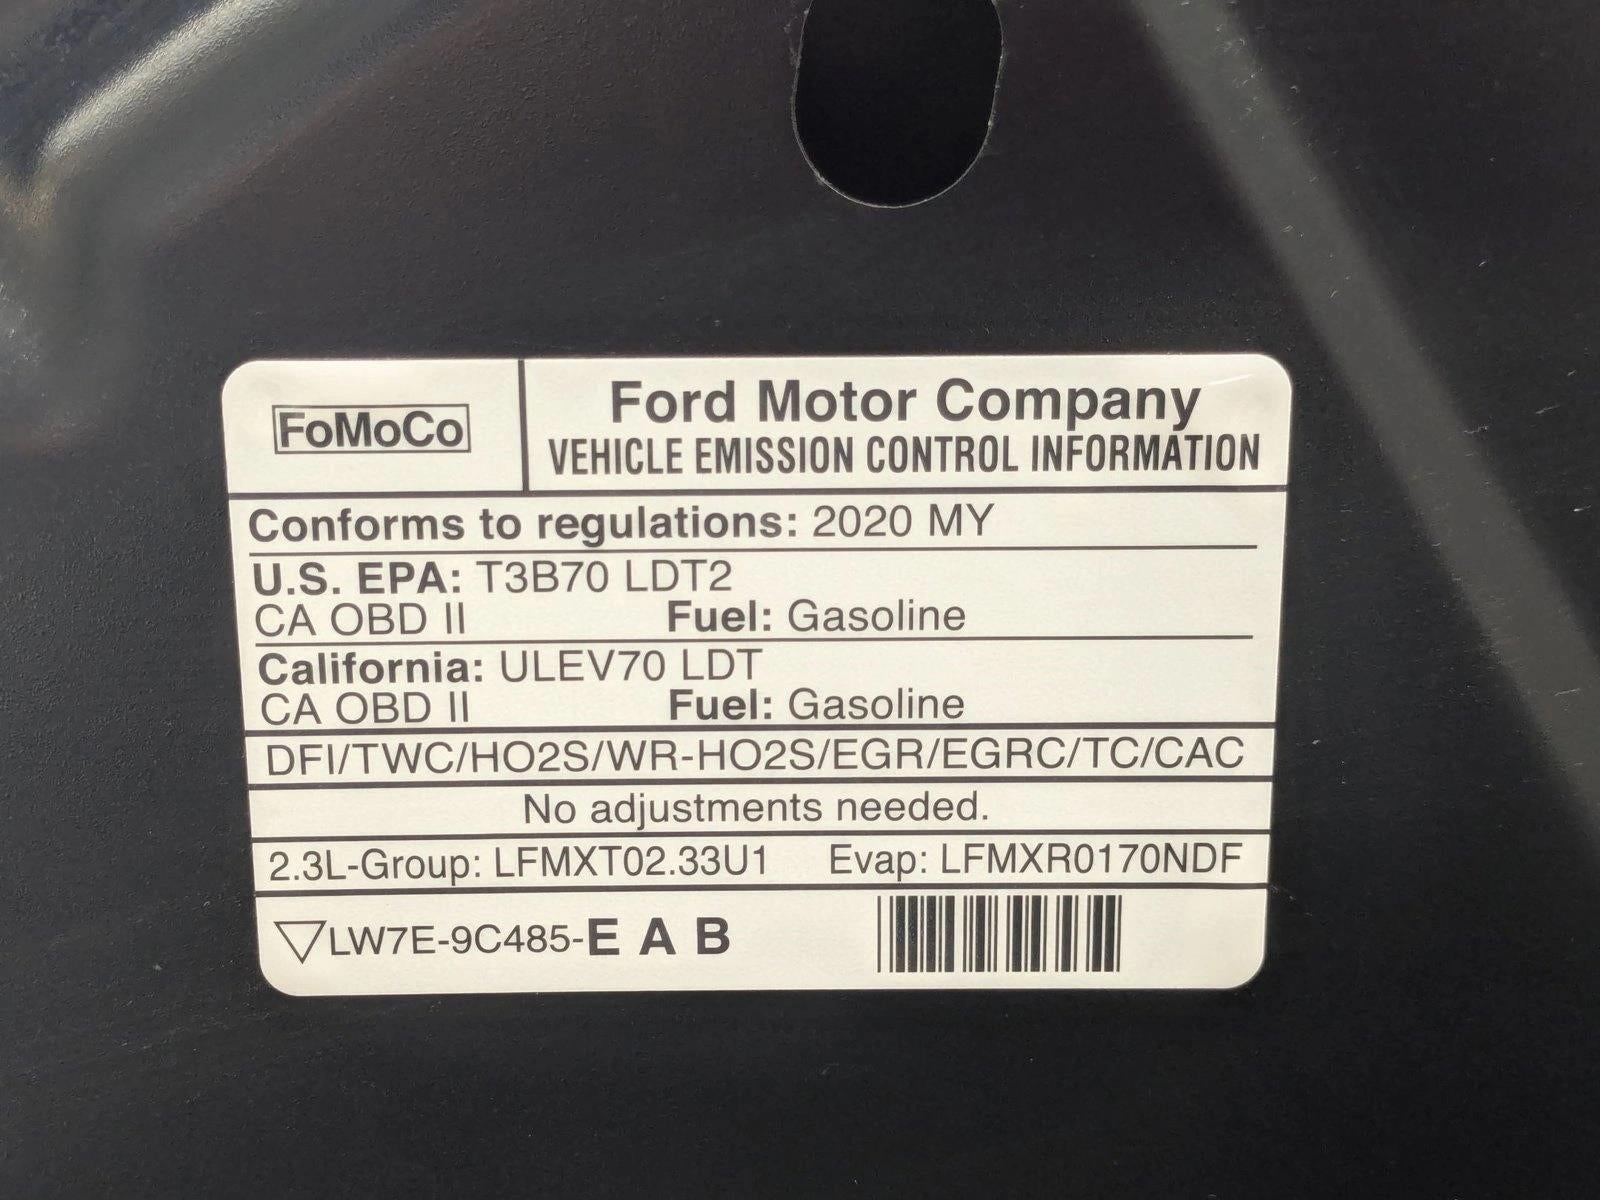 FoMoCo
Ford Motor Company
VEHICLE EMISSION CONTROL INFORMATION
Conforms to regulations: 2020 MY
U.S. EPA: T3B70 LDT2
CA OBD II Fuel: Gasoline
California: ULEV70 LDT
CA OBD II Fuel: Gasoline
DFI/TWC/HO2S/WR-HO2S/EGR/EGRC/TC/CAC
No adjustments needed.
2.3L-Group: LFMXT02.33U1 Evap: LFMXR0170NDF
LW7E-9C485-E A B